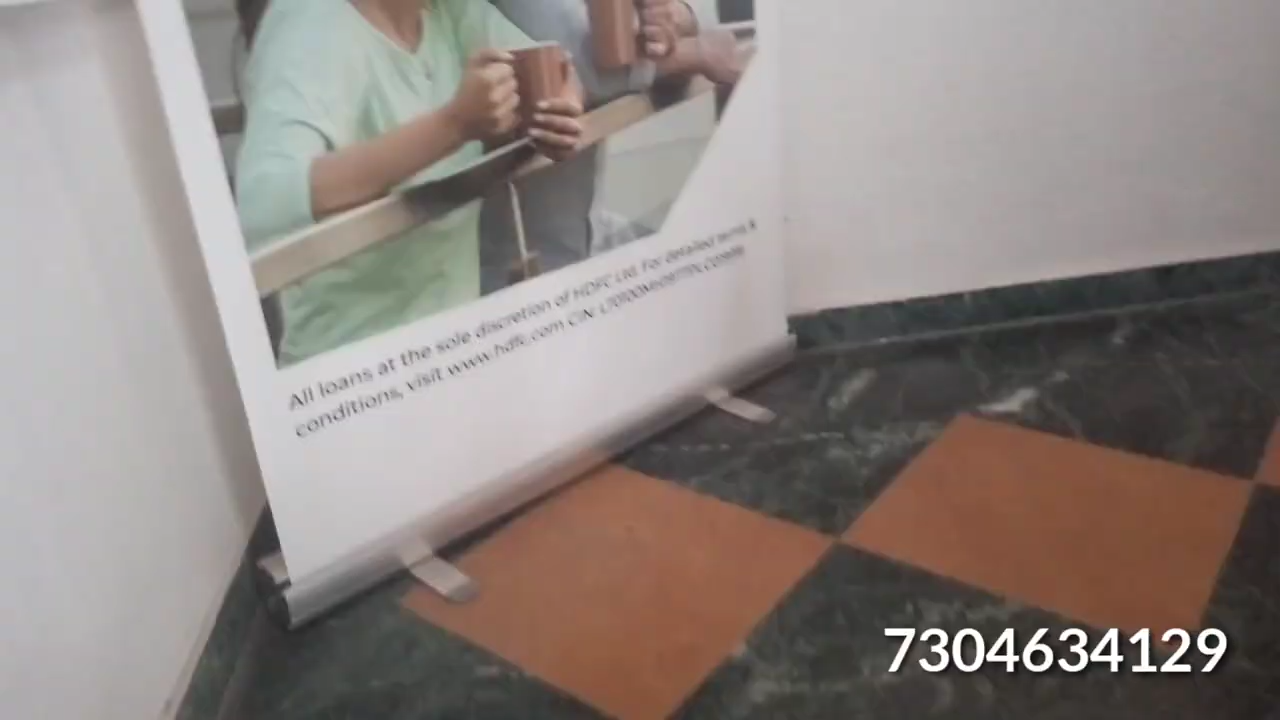 All loans at the sole discretion of HDFC Ltd. For detailed terms &
conditions, visit www.hdfc.com CIN:
7304634129